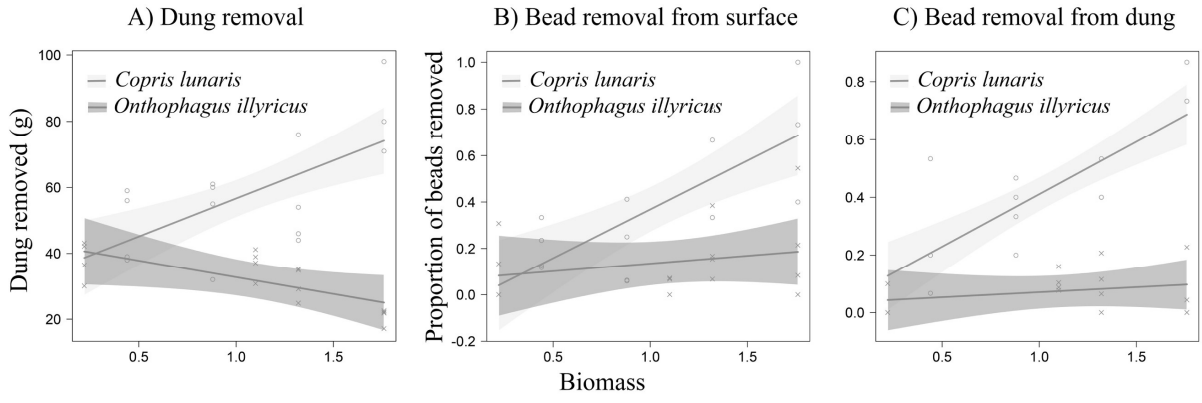 A) Dung removal
B) Bead removal from surface
C) Bead removal from dung
Dung removed (g)
100
80
60
40
20
Copris lunaris
Onthophagus illyricus
0.5
1.0
1.5
Proportion of beads removed
1.0
0.8
0.6
0.4
0.2
0.0
-0.2
Copris lunaris
Onthophagus illyricus
0.5
1.0
1.5
0.8
0.6
0.4
0.2
0.0
Copris lunaris
Onthophagus illyricus
0.5
1.0
1.5
Biomass